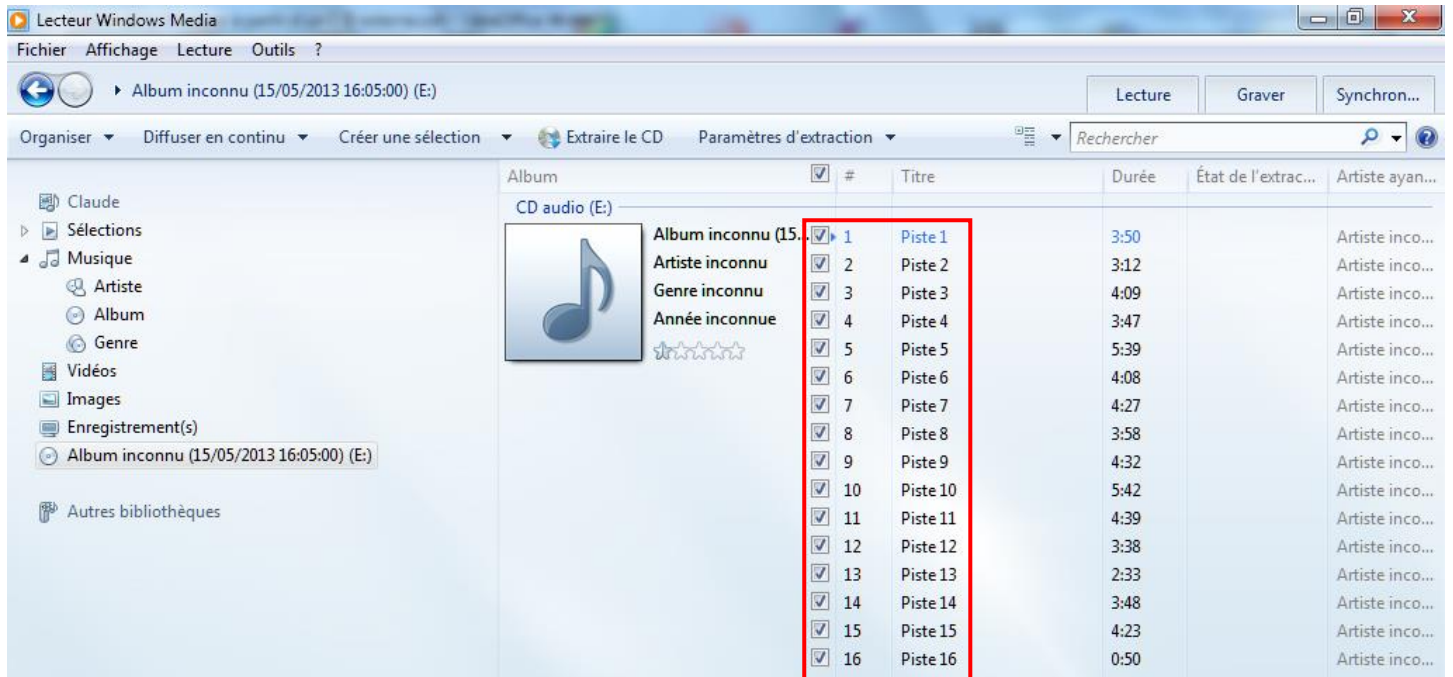 Lecteur Windows Media
Fichier Affichage Lecture Outils ?
Album inconnu (15/05/2013 16:05:00) (E:)
Lecture Graver Synchron...
Organiser Diffuser en continu Créer une sélection Extraire le CD Paramètres d'extraction Rechercher
Album # Titre Durée État de l'extrac... Artiste ayan...
Claude
Sélections
Musique
Artiste
Album
Genre
Vidéos
Images
Enregistrement(s)
Album inconnu (15/05/2013 16:05:00) (E:)
Autres bibliothèques
CD audio (E:)
Album inconnu (15...
Artiste inconnu
Genre inconnu
Année inconnue
1 Piste 1 3:50 Artiste inco...
2 Piste 2 3:12 Artiste inco...
3 Piste 3 4:09 Artiste inco...
4 Piste 4 3:47 Artiste inco...
5 Piste 5 5:39 Artiste inco...
6 Piste 6 4:08 Artiste inco...
7 Piste 7 4:27 Artiste inco...
8 Piste 8 3:58 Artiste inco...
9 Piste 9 4:32 Artiste inco...
10 Piste 10 5:42 Artiste inco...
11 Piste 11 4:39 Artiste inco...
12 Piste 12 3:38 Artiste inco...
13 Piste 13 2:33 Artiste inco...
14 Piste 14 3:48 Artiste inco...
15 Piste 15 4:23 Artiste inco...
16 Piste 16 0:50 Artiste inco...